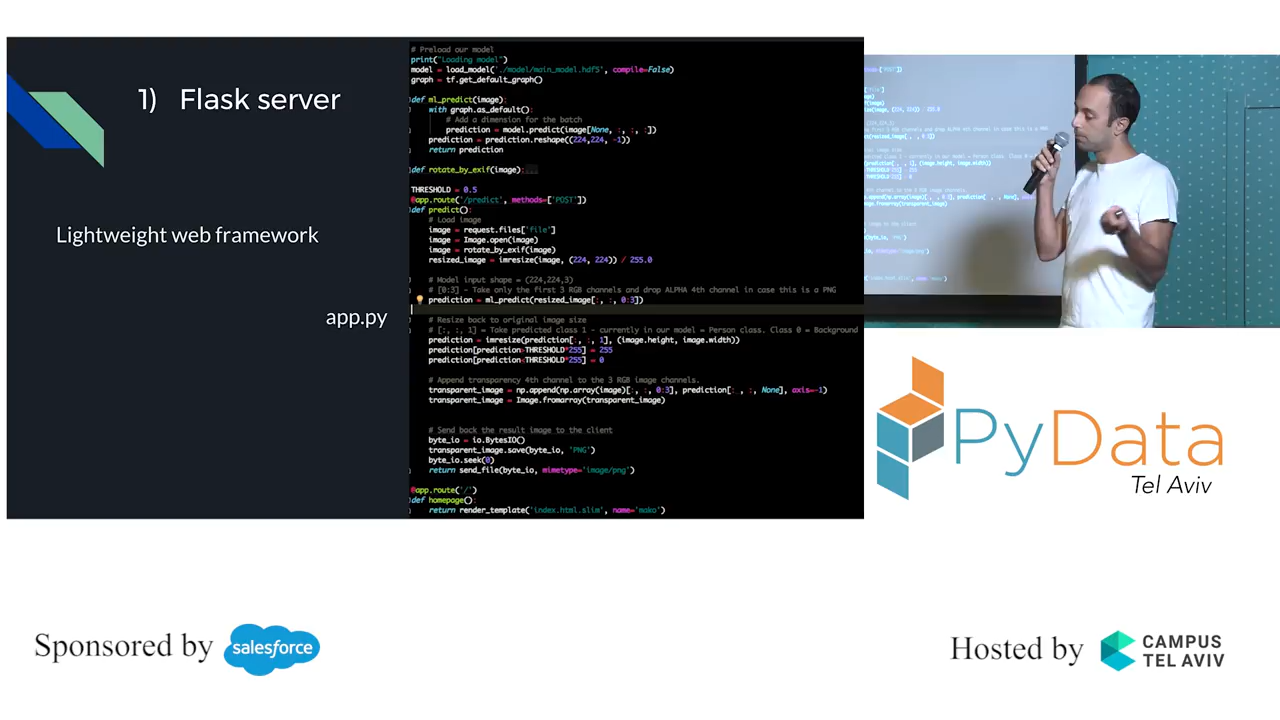 1) Flask server
Lightweight web framework
app.py
# Preload our model
print("Loading model")
model = load_model('./model/main_model.hdf5', compile=False)
graph = tf.get_default_graph()
def ml_predict(image):
with graph.as_default():
# Add a dimension for the batch
prediction = model.predict(image[None, :, :, :])
prediction = prediction.reshape((224,224, -1))
return prediction
def rotate_by_exif(image):...
THRESHOLD = 0.5
@app.route('/predict', methods=['POST'])
def predict():
# Load image
image = request.files['file']
image = Image.open(image)
image = rotate_by_exif(image)
resized_image = imresize(image, (224, 224)) / 255.0
# Model input shape = (224,224,3)
# [0:3] - Take only the first 3 RGB channels and drop ALPHA 4th channel in case this is a PNG
prediction = ml_predict(resized_image[:, :, 0:3])
# Resize back to original image size
# [:, :, 1] = Take predicted class 1 - currently in our model = Person class. Class 0 = Background
prediction = imresize(prediction[:, :, 1], (image.height, image.width))
prediction[prediction>THRESHOLD*255] = 255
prediction[prediction<THRESHOLD*255] = 0
# Append transparency 4th channel to the 3 RGB image channels.
transparent_image = np.append(np.array(image)[:, :, 0:3], prediction[: , :, None], axis=-1)
transparent_image = Image.fromarray(transparent_image)
# Send back the result image to the client
byte_io = io.BytesIO()
transparent_image.save(byte_io, 'PNG')
byte_io.seek(0)
return send_file(byte_io, mimetype='image/png')
@app.route('/')
def homepage():
return render_template('index.html.slim', name='mako')
PyData
Tel Aviv
Sponsored by salesforce
Hosted by CAMPUS
TEL AVIV